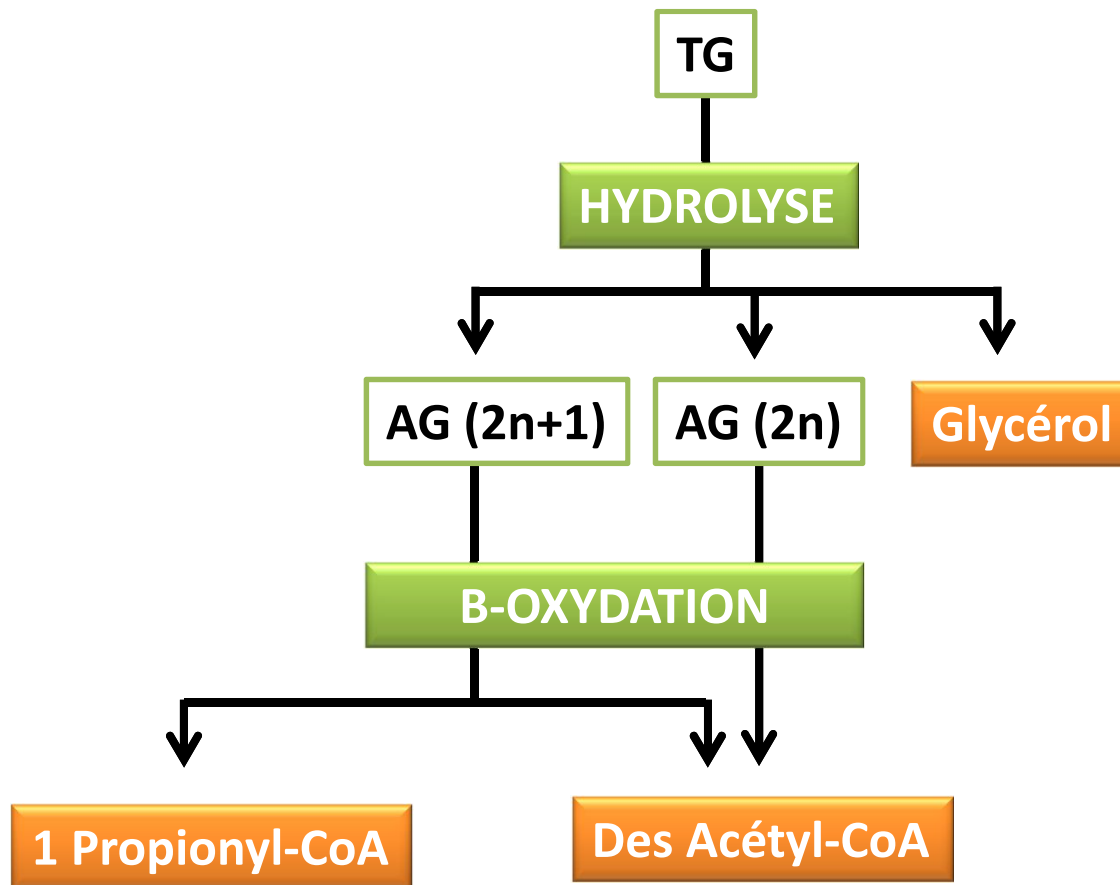 TG
HYDROLYSE
AG (2n+1)
AG (2n)
Glycérol
B-OXYDATION
1 Propionyl-CoA
Des Acétyl-CoA